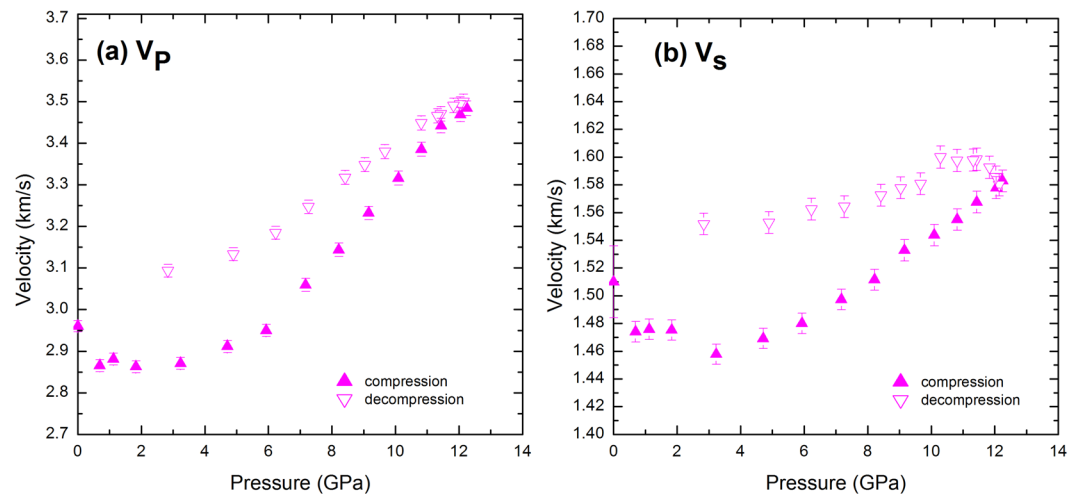 (a) VP
Velocity (km/s)
3.7
3.6
3.5
3.4
3.3
3.2
3.1
3.0
2.9
2.8
2.7
compression
decompression
0 2 4 6 8 10 12 14
Pressure (GPa)
(b) Vs
Velocity (km/s)
1.70
1.68
1.66
1.64
1.62
1.60
1.58
1.56
1.54
1.52
1.50
1.48
1.46
1.44
1.42
1.40
compression
decompression
0 2 4 6 8 10 12 14
Pressure (GPa)